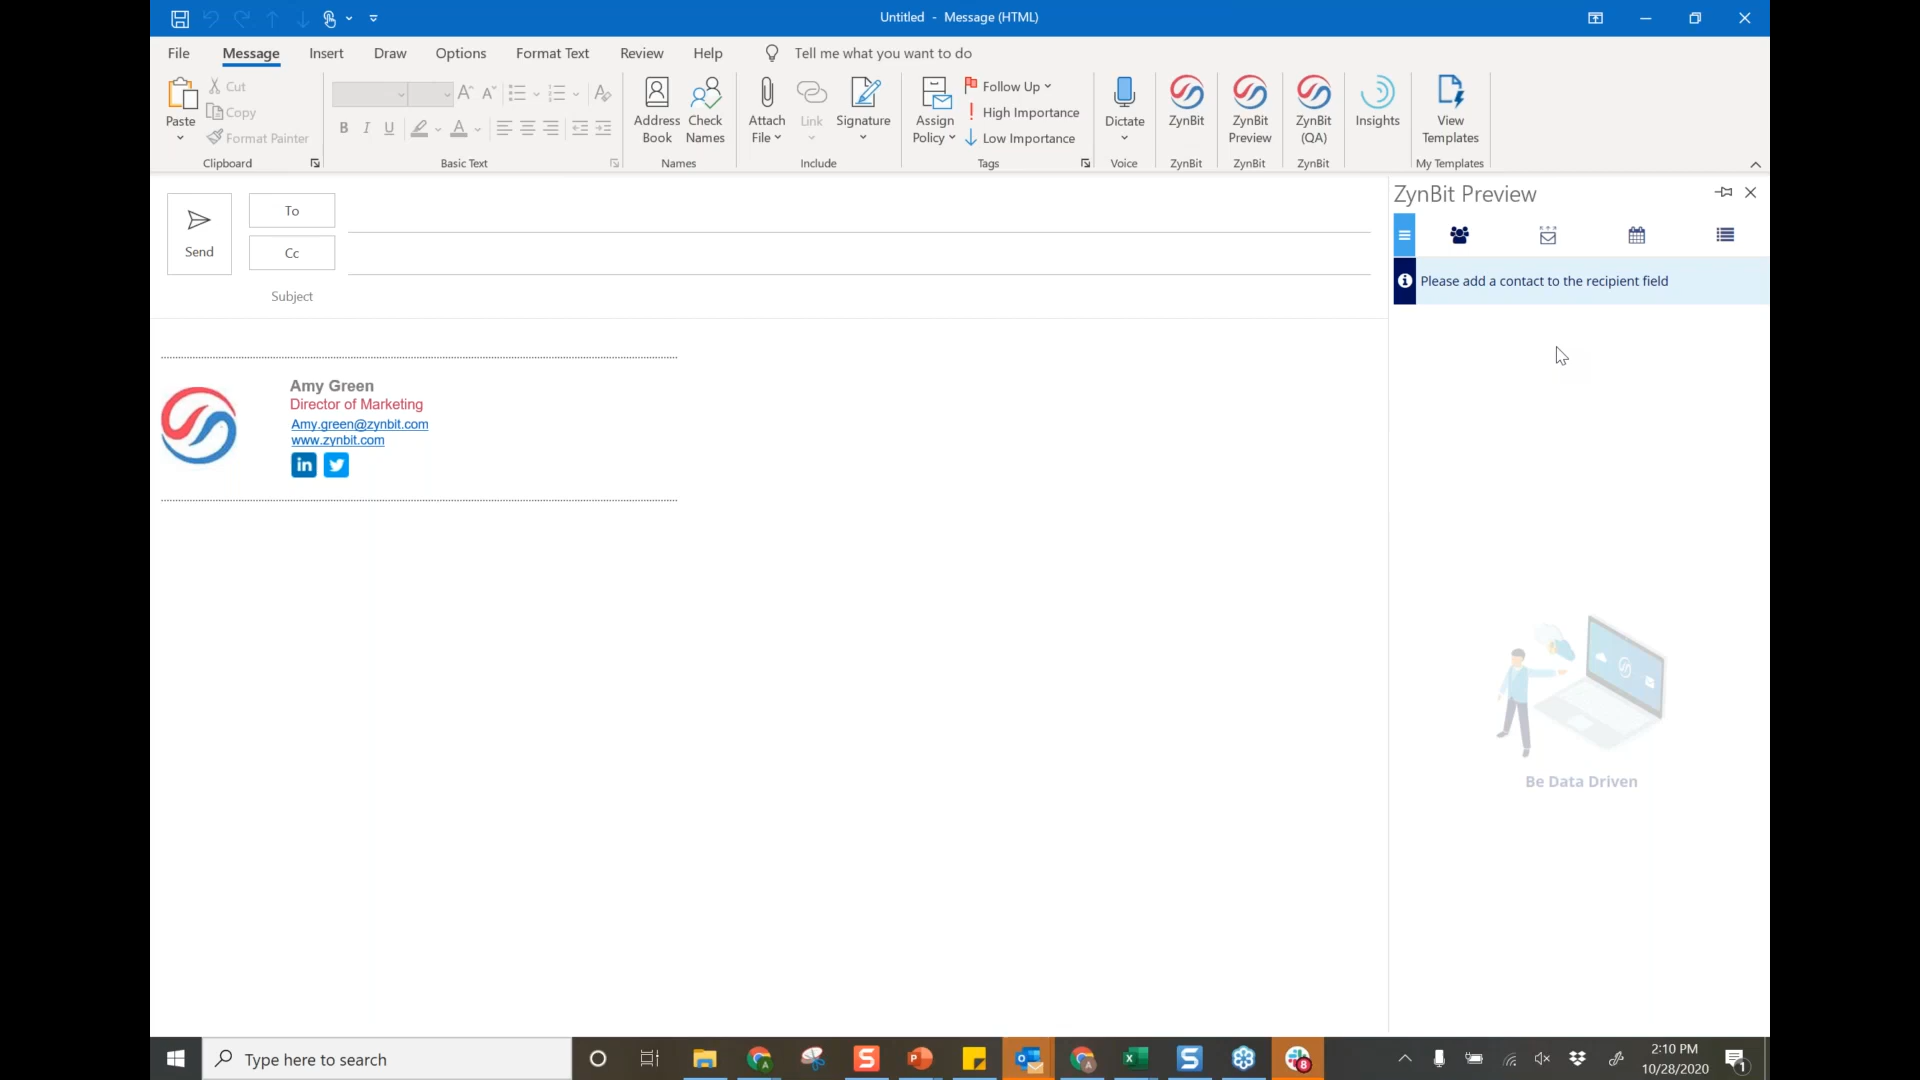 Untitled - Message (HTML)
File Message Insert Draw Options Format Text Review Help Tell me what you want to do
Paste
Cut
Copy
Format Painter
Clipboard
B I U
Basic Text
Address Book
Check Names
Names
Attach File
Link
Signature
Include
Assign Policy
Follow Up
High Importance
Low Importance
Tags
Dictate
Voice
ZynBit
ZynBit
ZynBit Preview
ZynBit
ZynBit (QA)
ZynBit
Insights
View Templates
My Templates
Send
To
Cc
Subject
ZynBit Preview
Please add a contact to the recipient field
Amy Green
Director of Marketing
Amy.green@zynbit.com
www.zynbit.com
in
Be Data Driven
Type here to search
2:10 PM
10/28/2020